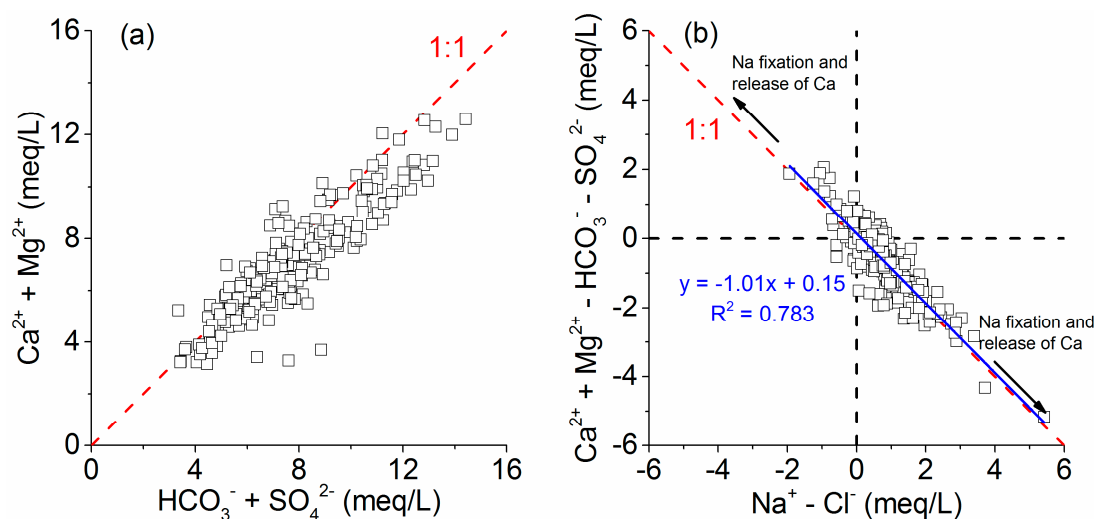 (a)
1:1
16
12
8
4
0
Ca²⁺ + Mg²⁺ (meq/L)
0
4
8
12
16
HCO₃⁻ + SO₄²⁻ (meq/L)
(b)
Na fixation and
release of Ca
1:1
y = -1.01x + 0.15
R² = 0.783
Na fixation and
release of Ca
6
4
2
0
-2
-4
-6
Ca²⁺ + Mg²⁺ - HCO₃⁻ - SO₄²⁻ (meq/L)
-6
-4
-2
0
2
4
6
Na⁺ - Cl⁻ (meq/L)